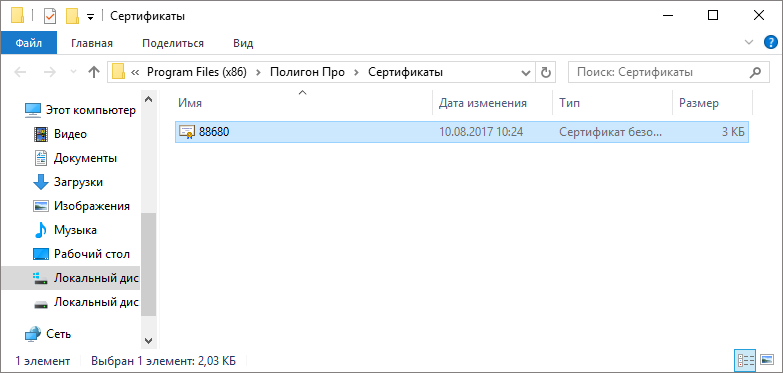 Сертификаты
Файл Главная Поделиться Вид
« Program Files (x86) Полигон Про Сертификаты Поиск: Сертификаты
Имя Дата изменения Тип Размер
88680 10.08.2017 10:24 Сертификат безо... 3 КБ
Этот компьютер
Видео
Документы
Загрузки
Изображения
Музыка
Рабочий стол
Локальный дис
Локальный дис
Сеть
1 элемент Выбран 1 элемент: 2,03 КБ